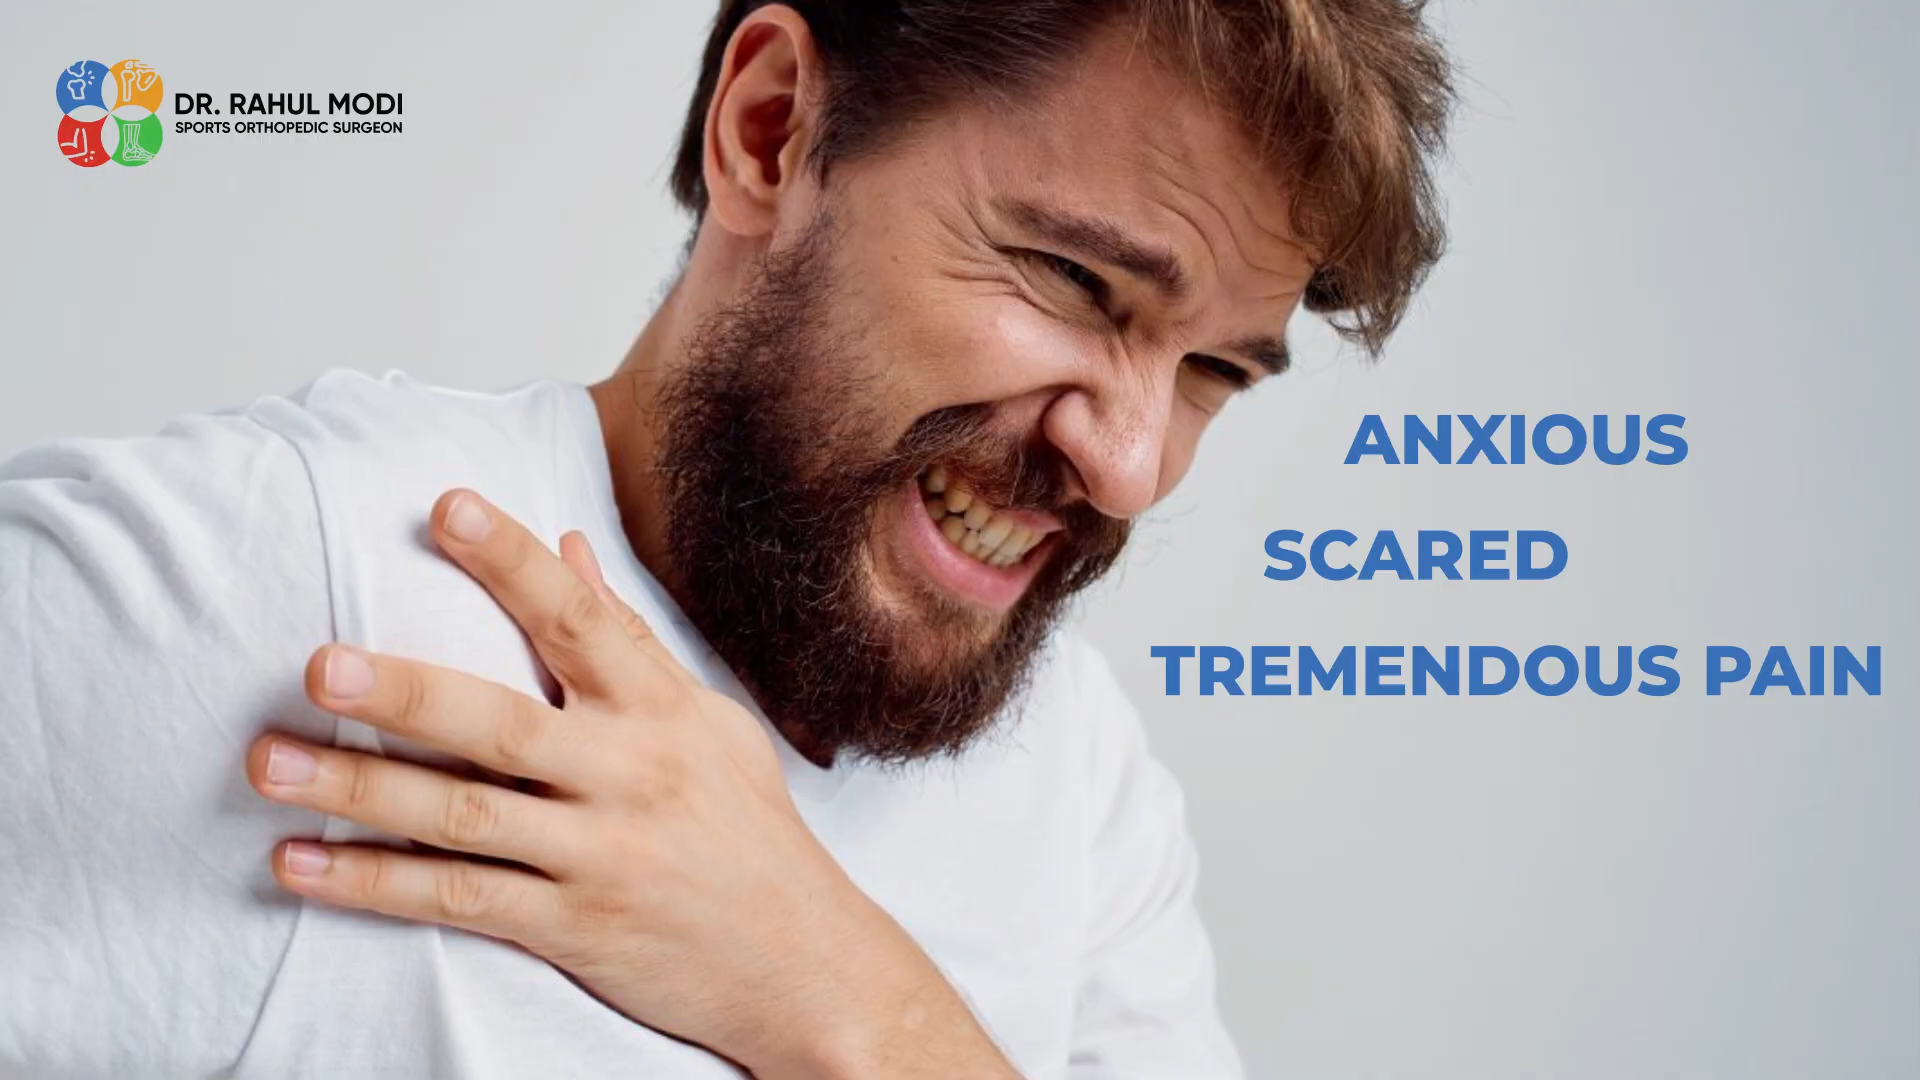 DR. RAHUL MODI
SPORTS ORTHOPEDIC SURGEON
ANXIOUS
SCARED
TREMENDOUS PAIN